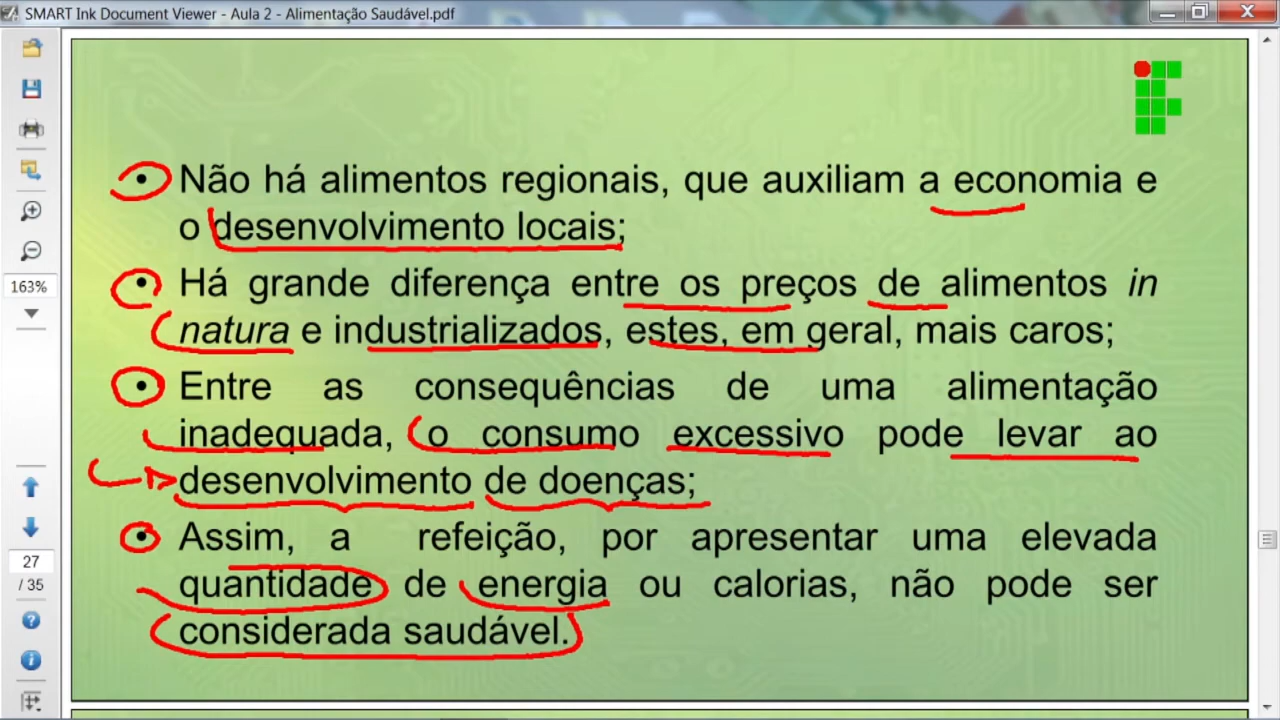 SMART Ink Document Viewer - Aula 2 - Alimentação Saudável.pdf
• Não há alimentos regionais, que auxiliam a economia e
o desenvolvimento locais;
• Há grande diferença entre os preços de alimentos in
natura e industrializados, estes, em geral, mais caros;
163%
• Entre as consequências de uma alimentação
inadequada, o consumo excessivo pode levar ao
desenvolvimento de doenças;
• Assim, a refeição, por apresentar uma elevada
quantidade de energia ou calorias, não pode ser
considerada saudável.
27
/ 35